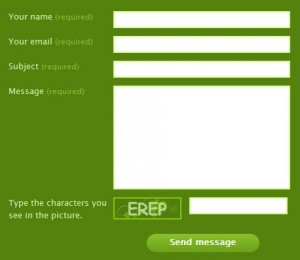 Your name (required)
Your email (required)
Subject (required)
Message (required)
Type the characters you
see in the picture.
EREP
Send message